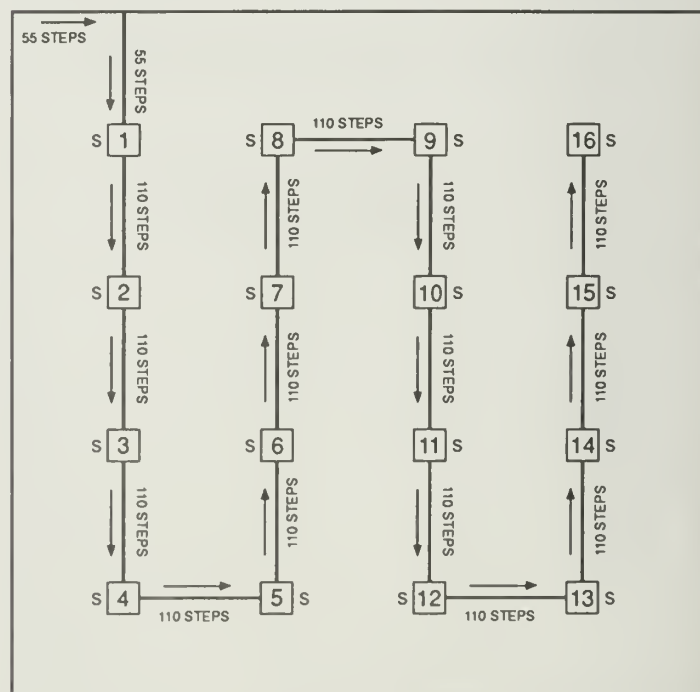 55 STEPS
55 STEPS
S 1
S 8
110 STEPS
9 S
16 S
110 STEPS
110 STEPS
110 STEPS
110 STEPS
S 2
S 7
10 S
15 S
110 STEPS
110 STEPS
110 STEPS
110 STEPS
S 3
S 6
11 S
14 S
110 STEPS
110 STEPS
110 STEPS
110 STEPS
S 4
110 STEPS
5 S
S 12
110 STEPS
13 S